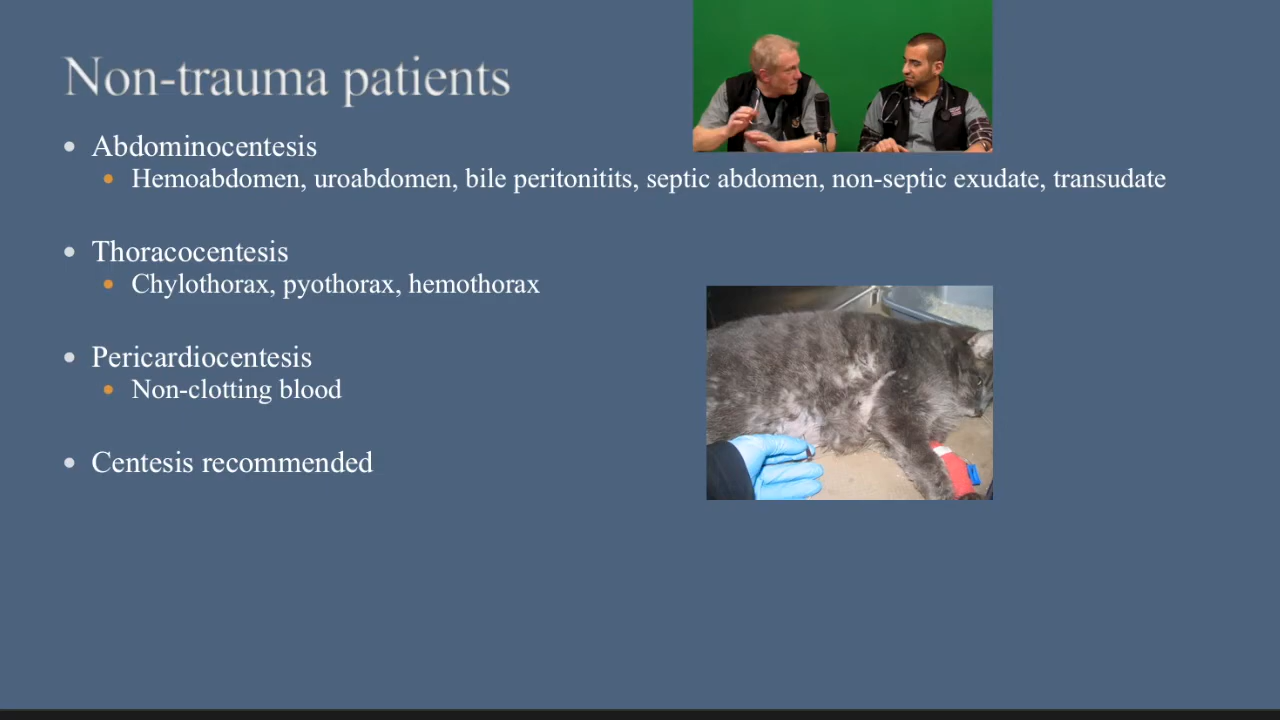 Non-trauma patients
Abdominocentesis
Hemoabdomen, uroabdomen, bile peritonitits, septic abdomen, non-septic exudate, transudate
Thoracocentesis
Chylothorax, pyothorax, hemothorax
Pericardiocentesis
Non-clotting blood
Centesis recommended